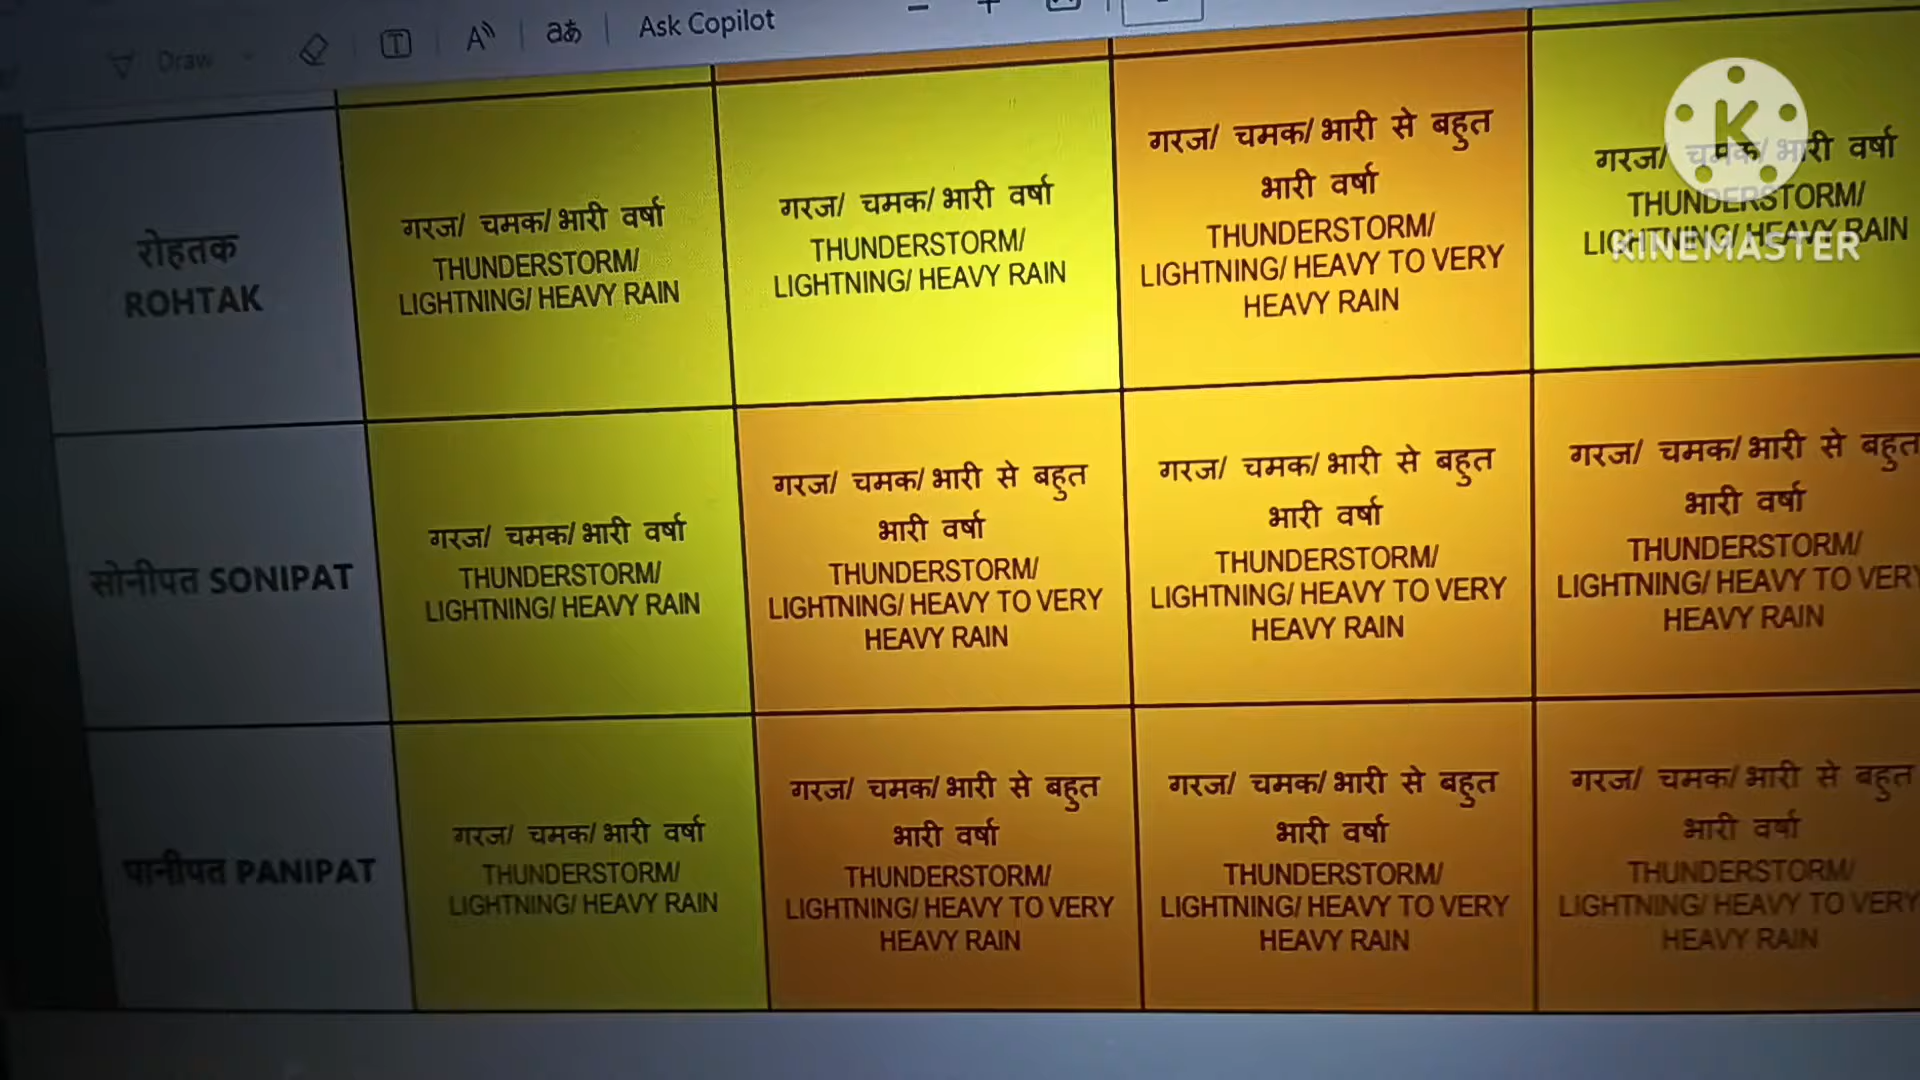 Draw
A
aあ
Ask Copilot
रोहतक
ROHTAK
गरज/ चमक/ भारी वर्षा
THUNDERSTORM/
LIGHTNING/ HEAVY RAIN
गरज/ चमक/ भारी वर्षा
THUNDERSTORM/
LIGHTNING/ HEAVY RAIN
गरज/ चमक/ भारी से बहुत
भारी वर्षा
THUNDERSTORM/
LIGHTNING/ HEAVY TO VERY
HEAVY RAIN
गरज/ चमक/ भारी वर्षा
THUNDERSTORM/
LIGHTNING/ HEAVY RAIN
K
KINEMASTER
सोनीपत SONIPAT
गरज/ चमक/ भारी वर्षा
THUNDERSTORM/
LIGHTNING/ HEAVY RAIN
गरज/ चमक/ भारी से बहुत
भारी वर्षा
THUNDERSTORM/
LIGHTNING/ HEAVY TO VERY
HEAVY RAIN
गरज/ चमक/ भारी से बहुत
भारी वर्षा
THUNDERSTORM/
LIGHTNING/ HEAVY TO VERY
HEAVY RAIN
गरज/ चमक/ भारी से बहुत
भारी वर्षा
THUNDERSTORM/
LIGHTNING/ HEAVY TO VERY
HEAVY RAIN
पानीपत PANIPAT
गरज/ चमक/ भारी वर्षा
THUNDERSTORM/
LIGHTNING/ HEAVY RAIN
गरज/ चमक/ भारी से बहुत
भारी वर्षा
THUNDERSTORM/
LIGHTNING/ HEAVY TO VERY
HEAVY RAIN
गरज/ चमक/ भारी से बहुत
भारी वर्षा
THUNDERSTORM/
LIGHTNING/ HEAVY TO VERY
HEAVY RAIN
गरज/ चमक/ भारी से बहुत
भारी वर्षा
THUNDERSTORM/
LIGHTNING/ HEAVY TO VERY
HEAVY RAIN